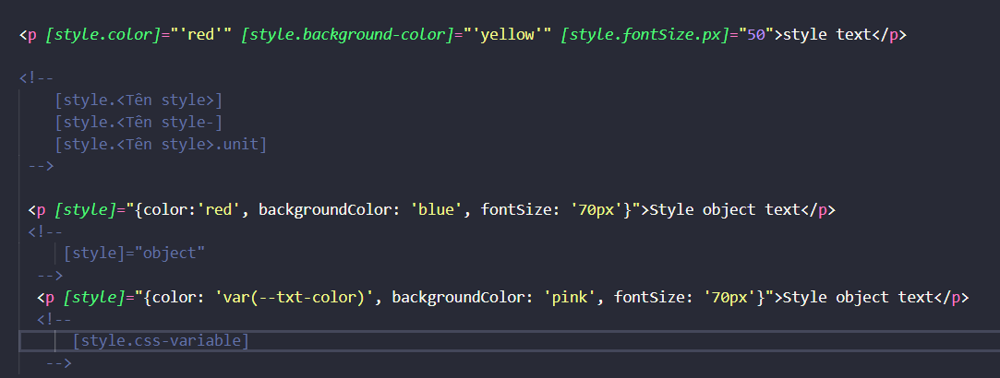 <p [style.color]="'red'" [style.background-color]="'yellow'" [style.fontSize.px]="50">style text</p>
<!--
[style.<Tên style>]
[style.<Tên style-]
[style.<Tên style>.unit]
-->
<p [style]="{color:'red', backgroundColor: 'blue', fontSize: '70px'}">Style object text</p>
<!--
[style]="object"
-->
<p [style]="{color: 'var(--txt-color)', backgroundColor: 'pink', fontSize: '70px'}">Style object text</p>
<!--
[style.css-variable]
-->